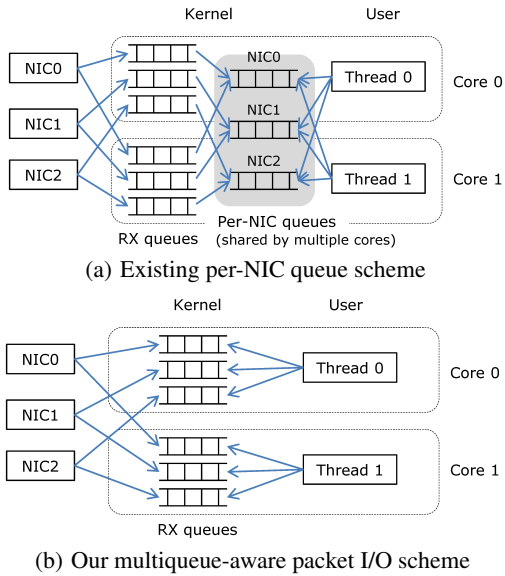 Kernel User
NIC0
NIC1
NIC2
NIC0
NIC1
NIC2
Thread 0
Thread 1
Core 0
Core 1
RX queues
Per-NIC queues
(shared by multiple cores)
(a) Existing per-NIC queue scheme
Kernel User
NIC0
NIC1
NIC2
Thread 0
Thread 1
Core 0
Core 1
RX queues
(b) Our multiqueue-aware packet I/O scheme